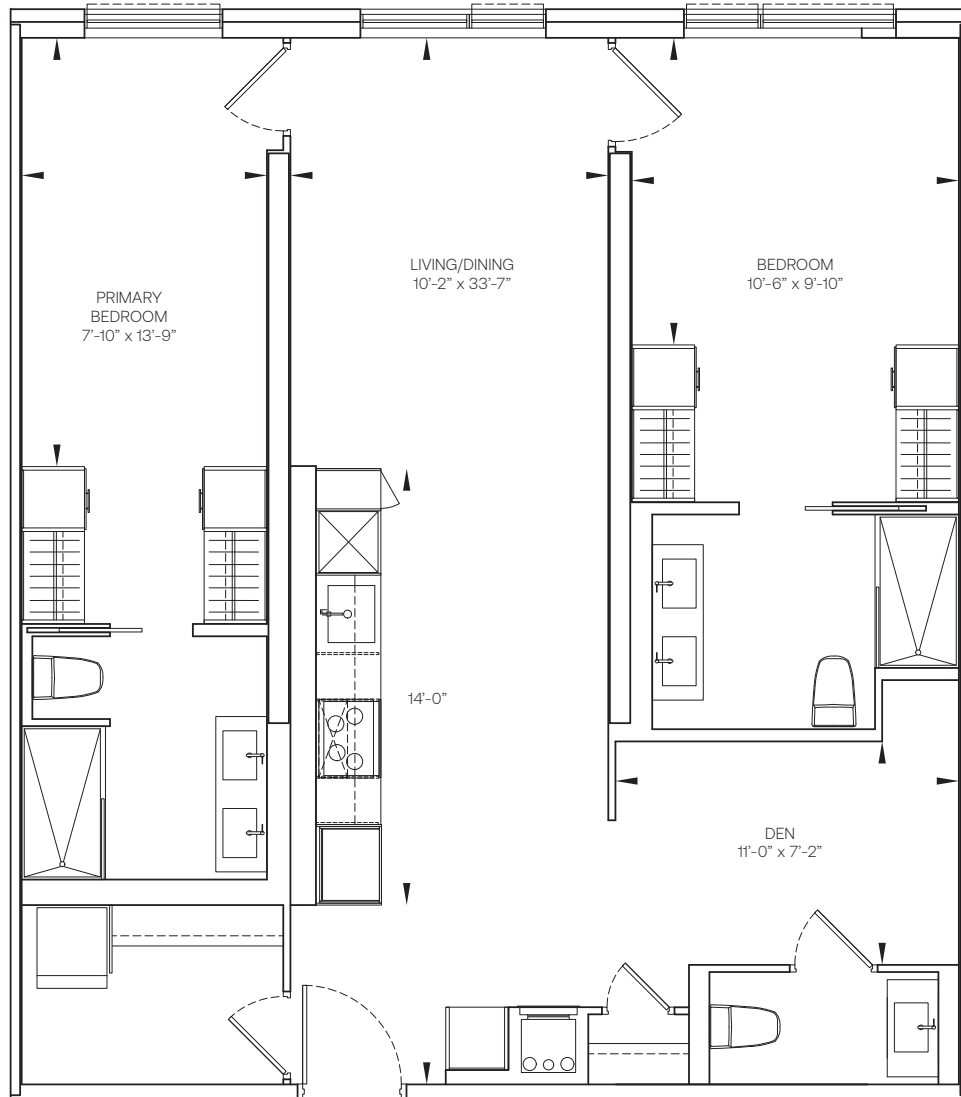 LIVING/DINING
10'-2" x 33'-7"
BEDROOM
10'-6" x 9'-10"
PRIMARY
BEDROOM
7'-10" x 13'-9"
14'-0"
DEN
11'-0" x 7'-2"